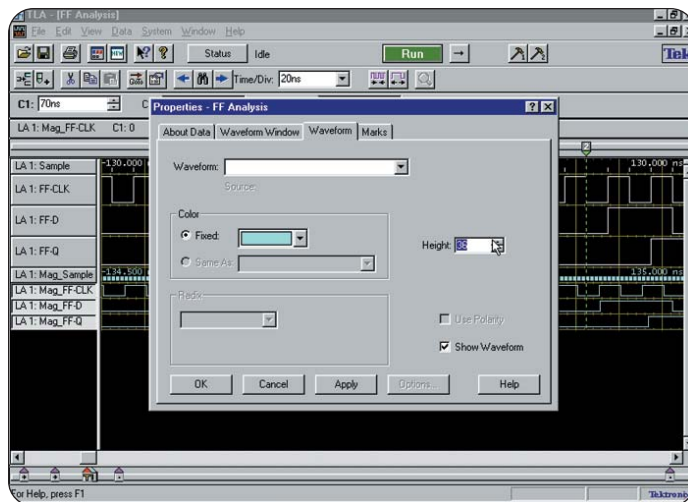 TLA - [FF Analysis]
File Edit View Data System Window Help
Status Idle Run
Time/Div: 20ns
C1: 70ns
LA 1: Mag_FF-CLK C1: 0
Properties - FF Analysis
About Data Waveform Window Waveform Marks
Waveform:
Source:
Color
Fixed:
Same As:
Height: 36
Radix
Use Polarity
Show Waveform
OK Cancel Apply Options... Help
2
LA 1: Sample -130.000 130.000 ns
LA 1: FF-CLK
LA 1: FF-D
LA 1: FF-Q
LA 1: Mag_Sample -134.500 135.000 ns
LA 1: Mag_FF-CLK
LA 1: Mag_FF-D
LA 1: Mag_FF-Q
For Help, press F1